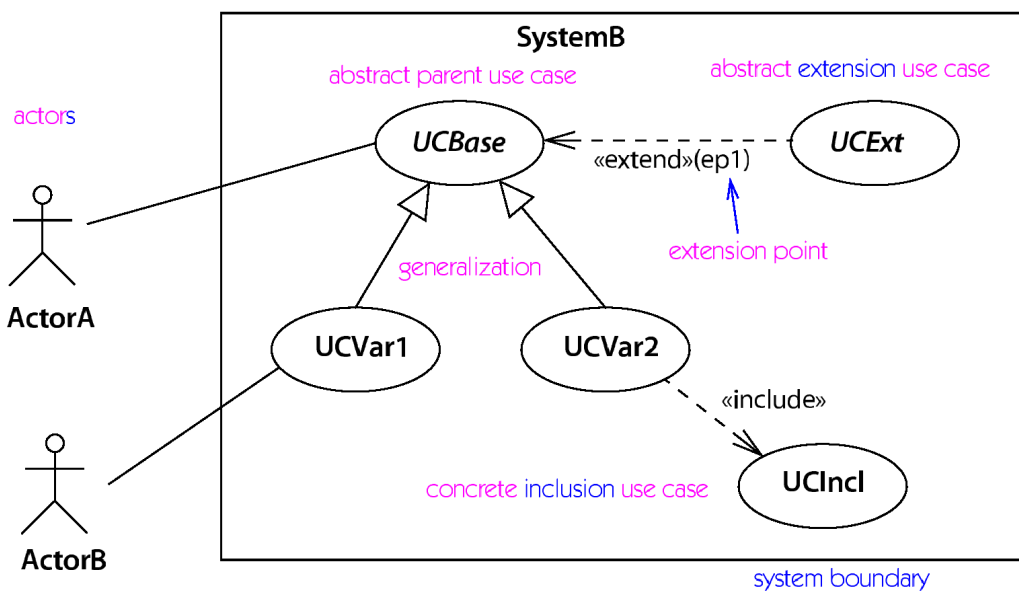 SystemB
abstract parent use case
abstract extension use case
actors
UCBase
UCExt
«extend»(ep1)
extension point
generalization
ActorA
UCVar1
UCVar2
«include»
concrete inclusion use case
UCIncl
ActorB
system boundary